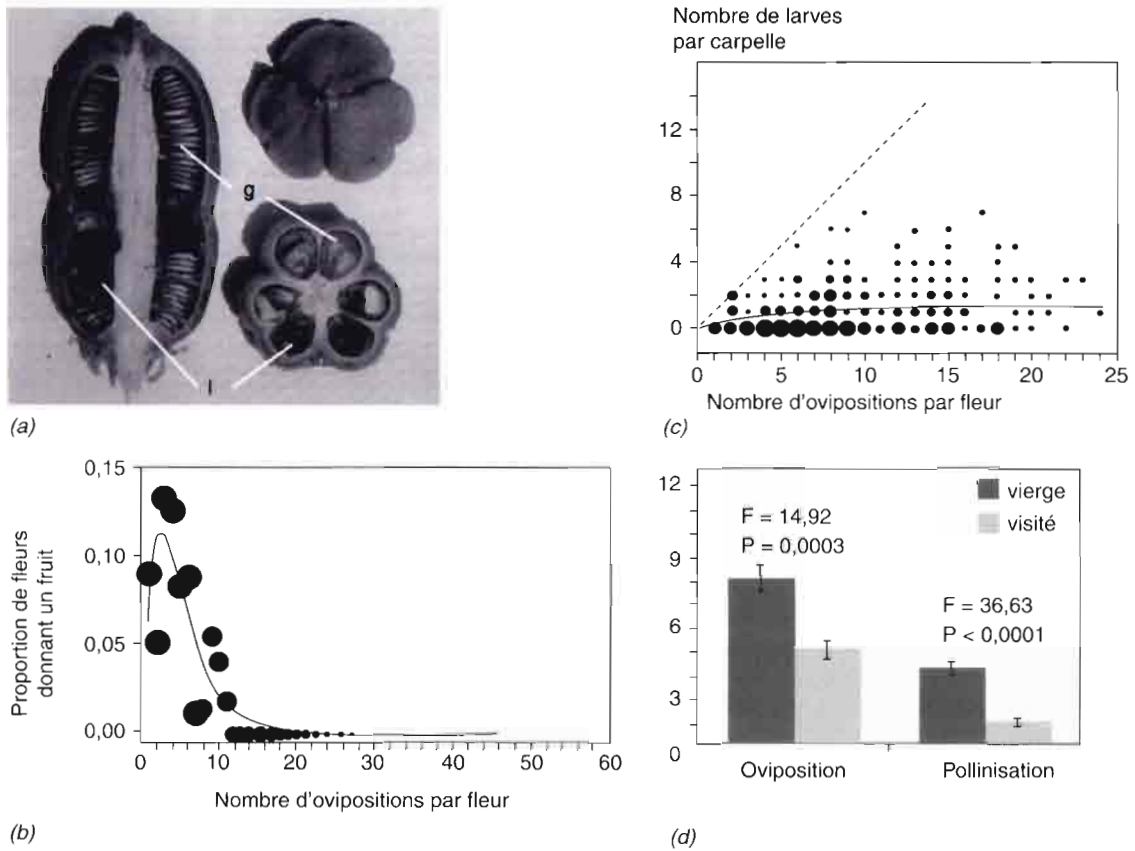 g
l
(a)
Nombre de larves
par carpelle
12
8
4
0
0
5
10
15
20
25
Nombre d'ovipositions par fleur
(c)
Proportion de fleurs
donnant un fruit
0,15
0,10
0,05
0,00
0
10
20
30
40
50
60
Nombre d'ovipositions par fleur
(b)
12
9
6
3
0
vierge
visité
F = 14,92
P = 0,0003
F = 36,63
P < 0,0001
Oviposition
Pollinisation
(d)